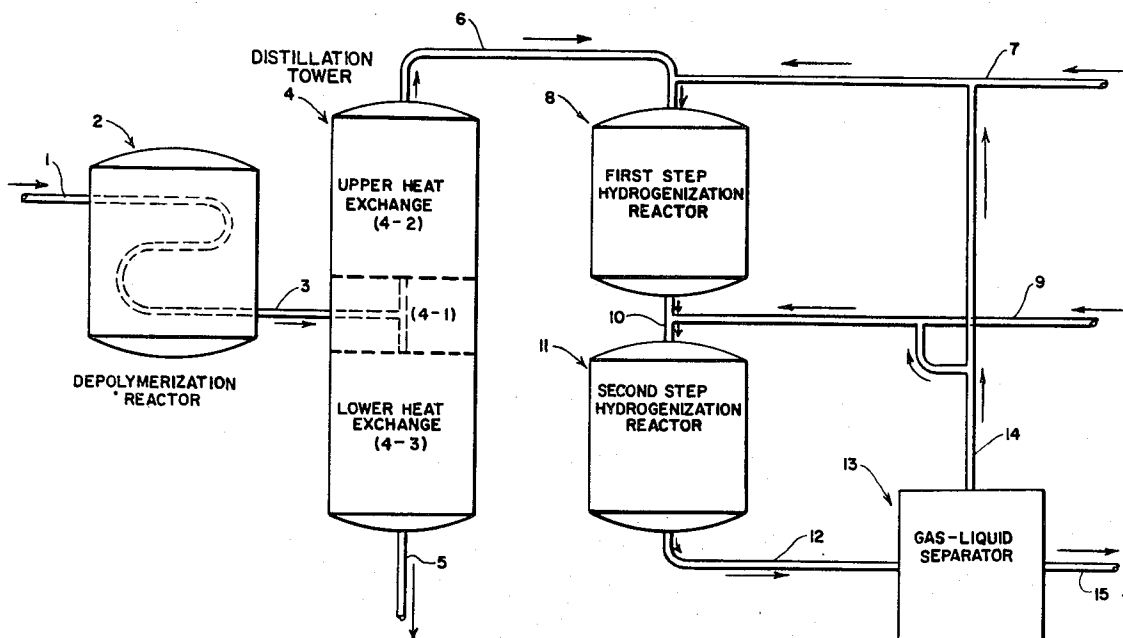 6
7
DISTILLATION
TOWER
4
8
2
1
UPPER HEAT
EXCHANGE
(4-2)
FIRST STEP
HYDROGENIZATION
REACTOR
3
9
(4-1)
10
11
DEPOLYMERIZATION
REACTOR
LOWER HEAT
EXCHANGE
(4-3)
SECOND STEP
HYDROGENIZATION
REACTOR
14
13
12
GAS-LIQUID
SEPARATOR
5
15